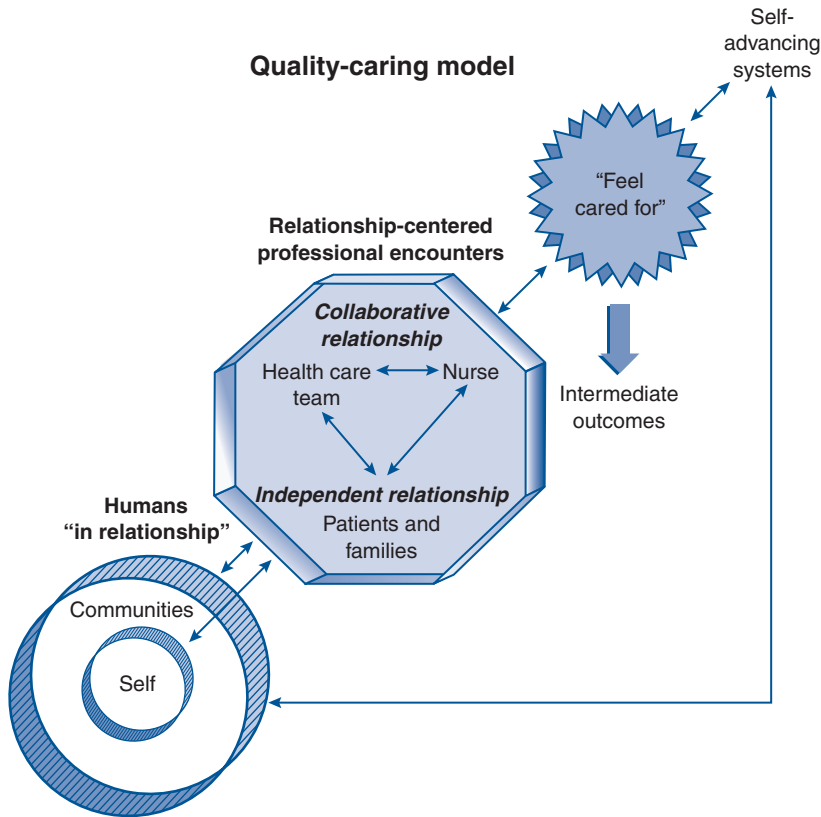 Quality-caring model
Self-
advancing
systems
“Feel
cared for”
Relationship-centered
professional encounters
Collaborative
relationship
Health care
team
Nurse
Intermediate
outcomes
Independent relationship
Patients and
families
Humans
“in relationship”
Communities
Self